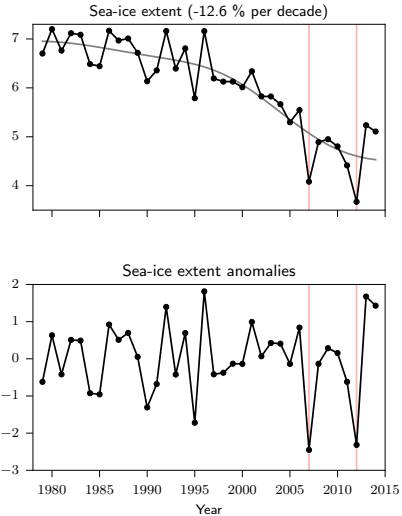 Sea-ice extent (-12.6 % per decade)
7
6
5
4
Sea-ice extent anomalies
2
1
0
−1
−2
−3
1980 1985 1990 1995 2000 2005 2010 2015
Year